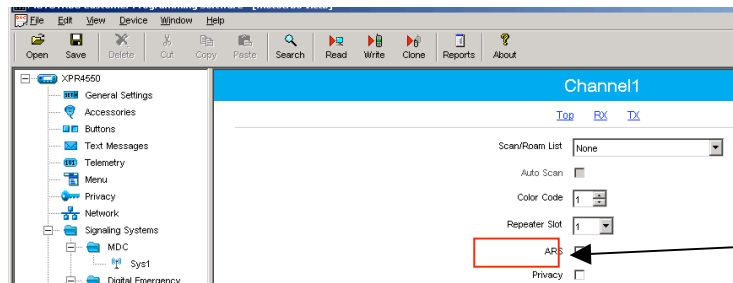 File Edit View Device Window Help
Open Save Delete Cut Copy Paste Search Read Write Clone Reports About
XPR4550
General Settings
Accessories
Buttons
Text Messages
Telemetry
Menu
Privacy
Network
Signaling Systems
MDC
Sys1
Digital Emergency
Channel1
Top RX TX
Scan/Roam List None
Auto Scan
Color Code 1
Repeater Slot 1
ARS
Privacy